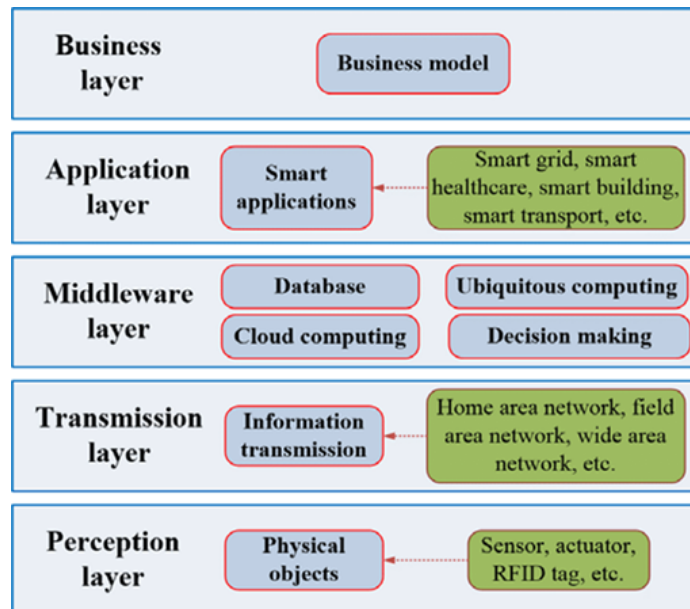 Business
layer
Business model
Application
layer
Smart
applications
Smart grid, smart
healthcare, smart building,
smart transport, etc.
Middleware
layer
Database
Ubiquitous computing
Cloud computing
Decision making
Transmission
layer
Information
transmission
Home area network, field
area network, wide area
network, etc.
Perception
layer
Physical
objects
Sensor, actuator,
RFID tag, etc.